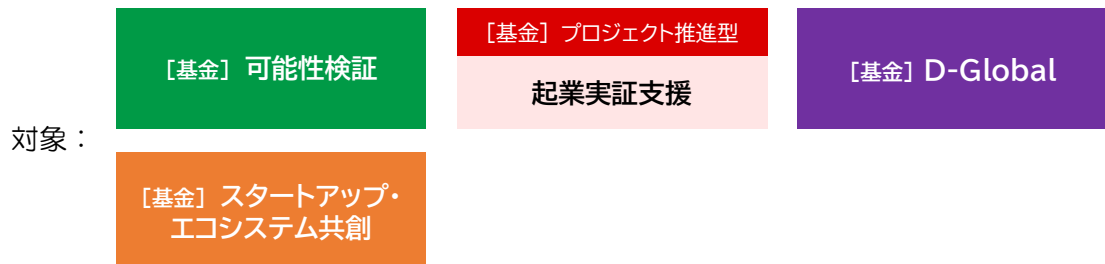 対象：
［基金］可能性検証
［基金］プロジェクト推進型
起業実証支援
［基金］D-Global
［基金］スタートアップ・
エコシステム共創